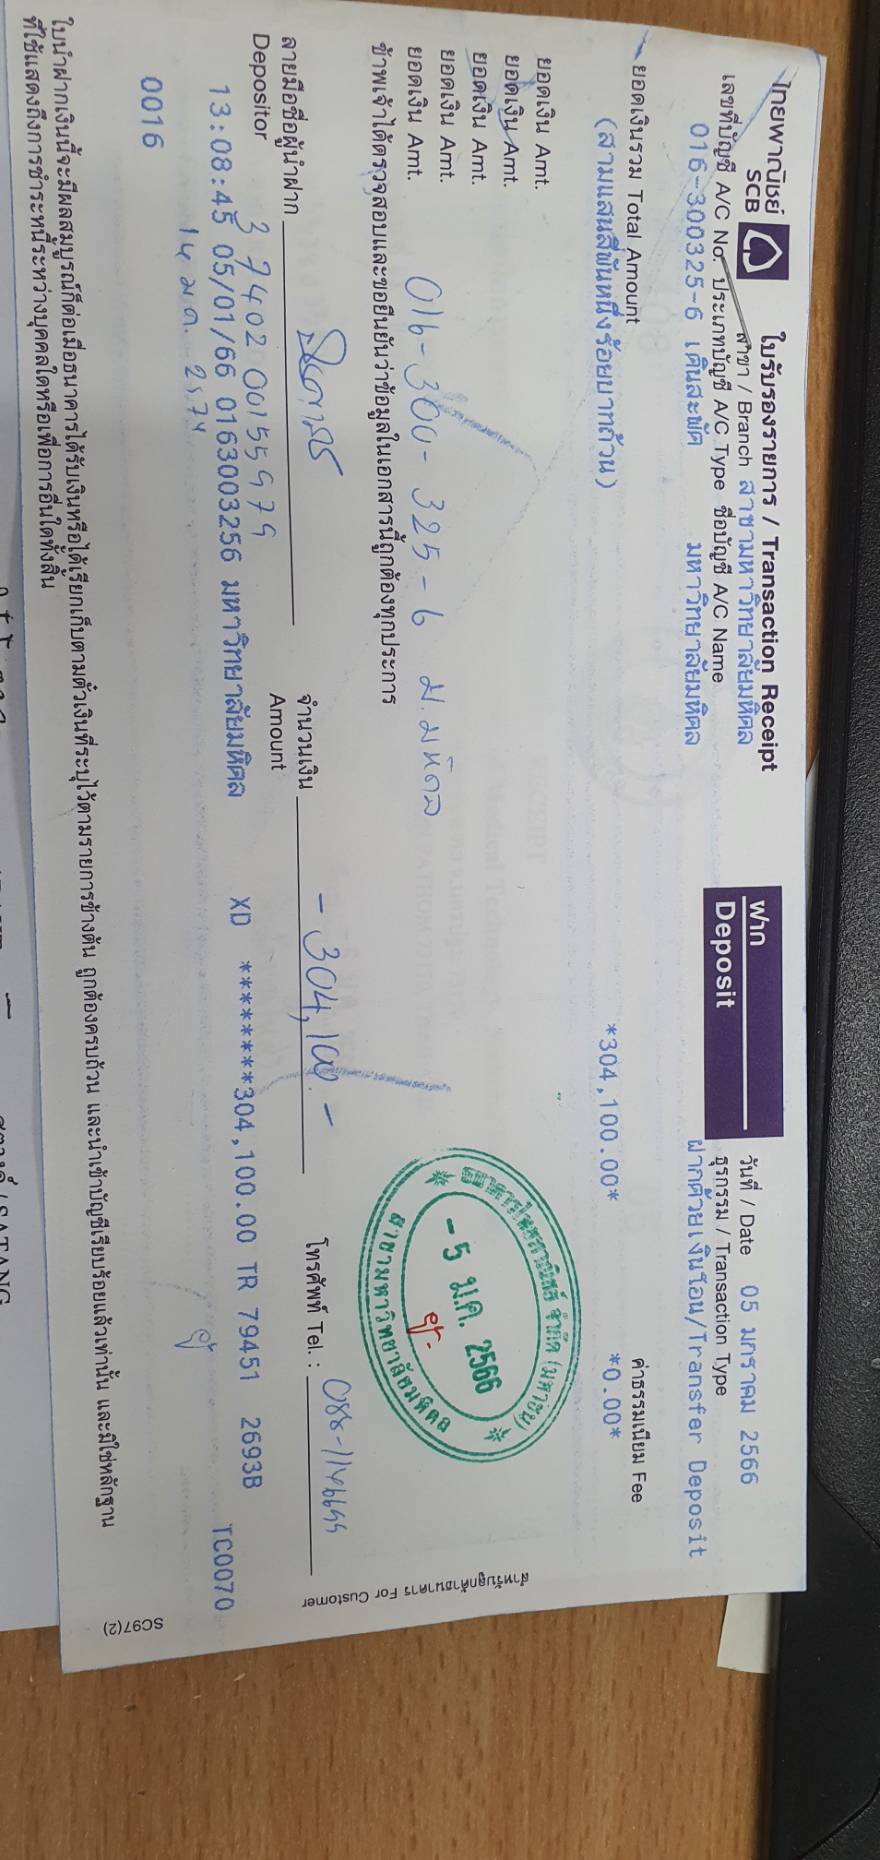 ไทยพาณิชย์
SCB
ใบรับรองรายการ / Transaction Receipt
สาขา / Branch สาขามหาวิทยาลัยมหิดล
ฝาก
Deposit
วันที่ / Date 05 มกราคม 2566
ธุรกรรม / Transaction Type
ฝากด้วยเงินโอน/Transfer Deposit
เลขที่บัญชี A/C No. ประเภทบัญชี A/C Type ชื่อบัญชี A/C Name
016-300325-6 เดินสะพัด มหาวิทยาลัยมหิดล
ยอดเงินรวม Total Amount ค่าธรรมเนียม Fee
(สามแสนสี่พันหนึ่งร้อยบาทถ้วน) *304,100.00* *0.00*
ยอดเงิน Amt.
ยอดเงิน Amt.
ยอดเงิน Amt.
ยอดเงิน Amt.
ยอดเงิน Amt. 016-300-325-6 ม.มหิดล
ข้าพเจ้าได้ตรวจสอบและขอยืนยันว่าข้อมูลในเอกสารนี้ถูกต้องทุกประการ
ธนาคารไทยพาณิชย์ จำกัด (มหาชน)
-5 ม.ค. 2566
สาขามหาวิทยาลัยมหิดล
ลายมือชื่อผู้นำฝาก จำนวนเงิน -304,100.- โทรศัพท์ Tel. :
Depositor Amount
3 7402 00155
13:08:45 05/01/66 0163003256 มหาวิทยาลัยมหิดล XD ********304,100.00 TR 79451 2693B TC0070
14 ม.ค. 2574
0016
ใบนำฝากเงินนี้จะมีผลสมบูรณ์ก็ต่อเมื่อธนาคารได้รับเงินหรือได้เรียกเก็บตามตั๋วเงินที่ระบุไว้ตามรายการข้างต้น ถูกต้องครบถ้วน และนำเข้าบัญชีเรียบร้อยแล้วเท่านั้น และมิใช่หลักฐาน
ที่ใช้แสดงถึงการชำระหนี้ระหว่างบุคคลใดหรือเพื่อการอื่นใดทั้งสิ้น
สำหรับลูกค้าธนาคาร For Customer
SC97(2)
สตางค์ / SATANG